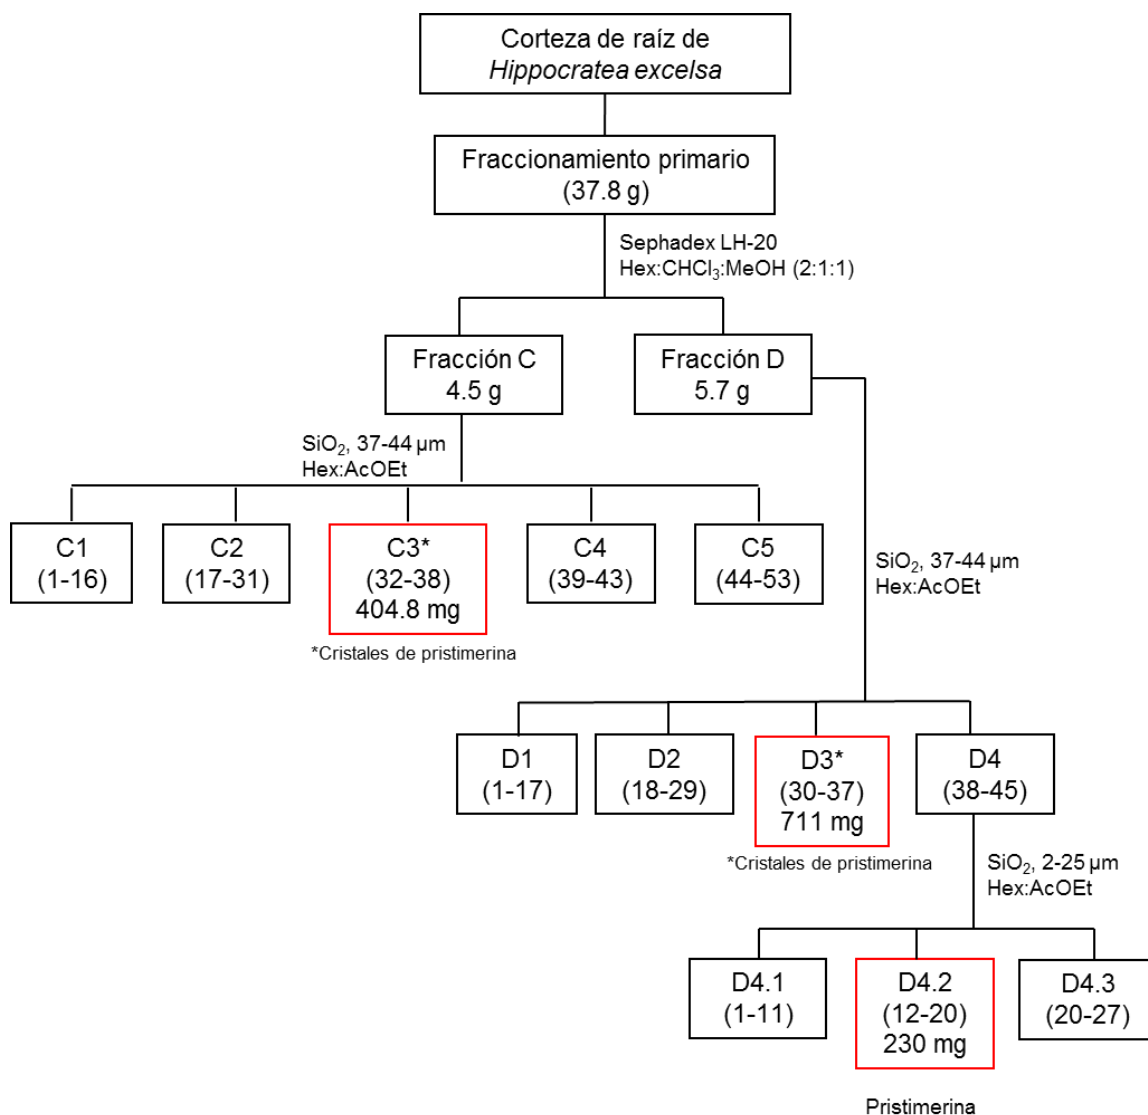 Corteza de raíz de
Hippocratea excelsa
Fraccionamiento primario
(37.8 g)
Sephadex LH-20
Hex:CHCl₃:MeOH (2:1:1)
Fracción C
4.5 g
Fracción D
5.7 g
SiO₂, 37-44 µm
Hex:AcOEt
C1
(1-16)
C2
(17-31)
C3*
(32-38)
404.8 mg
C4
(39-43)
C5
(44-53)
*Cristales de pristimerina
SiO₂, 37-44 µm
Hex:AcOEt
D1
(1-17)
D2
(18-29)
D3*
(30-37)
711 mg
D4
(38-45)
*Cristales de pristimerina
SiO₂, 2-25 µm
Hex:AcOEt
D4.1
(1-11)
D4.2
(12-20)
230 mg
D4.3
(20-27)
Pristimerina